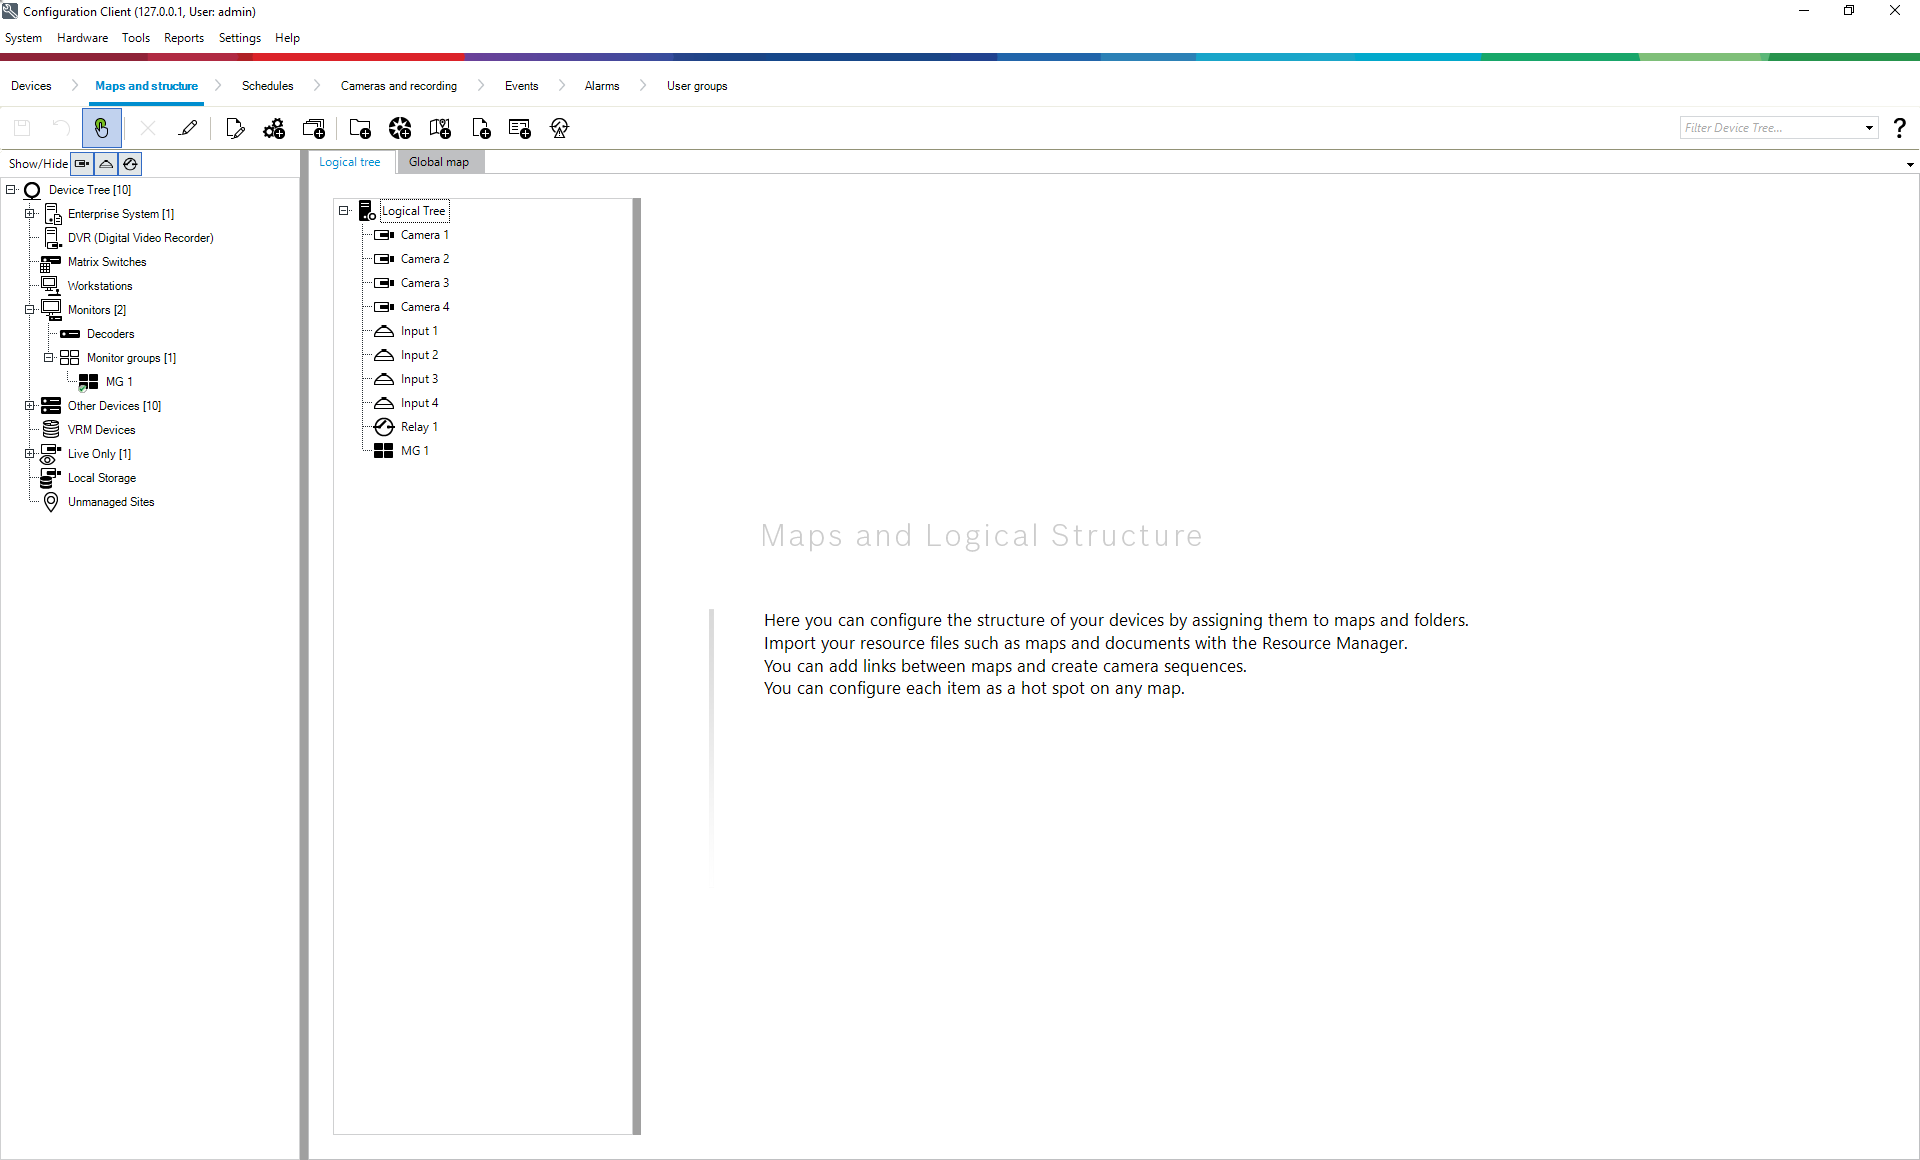 Configuration Client (127.0.0.1, User: admin)
System Hardware Tools Reports Settings Help
Devices Maps and structure Schedules Cameras and recording Events Alarms User groups
Filter Device Tree... ?
Show/Hide
Logical tree Global map
Device Tree [10]
Enterprise System [1]
DVR (Digital Video Recorder)
Matrix Switches
Workstations
Monitors [2]
Decoders
Monitor groups [1]
MG 1
Other Devices [10]
VRM Devices
Live Only [1]
Local Storage
Unmanaged Sites
Logical Tree
Camera 1
Camera 2
Camera 3
Camera 4
Input 1
Input 2
Input 3
Input 4
Relay 1
MG 1
Maps and Logical Structure
Here you can configure the structure of your devices by assigning them to maps and folders.
Import your resource files such as maps and documents with the Resource Manager.
You can add links between maps and create camera sequences.
You can configure each item as a hot spot on any map.